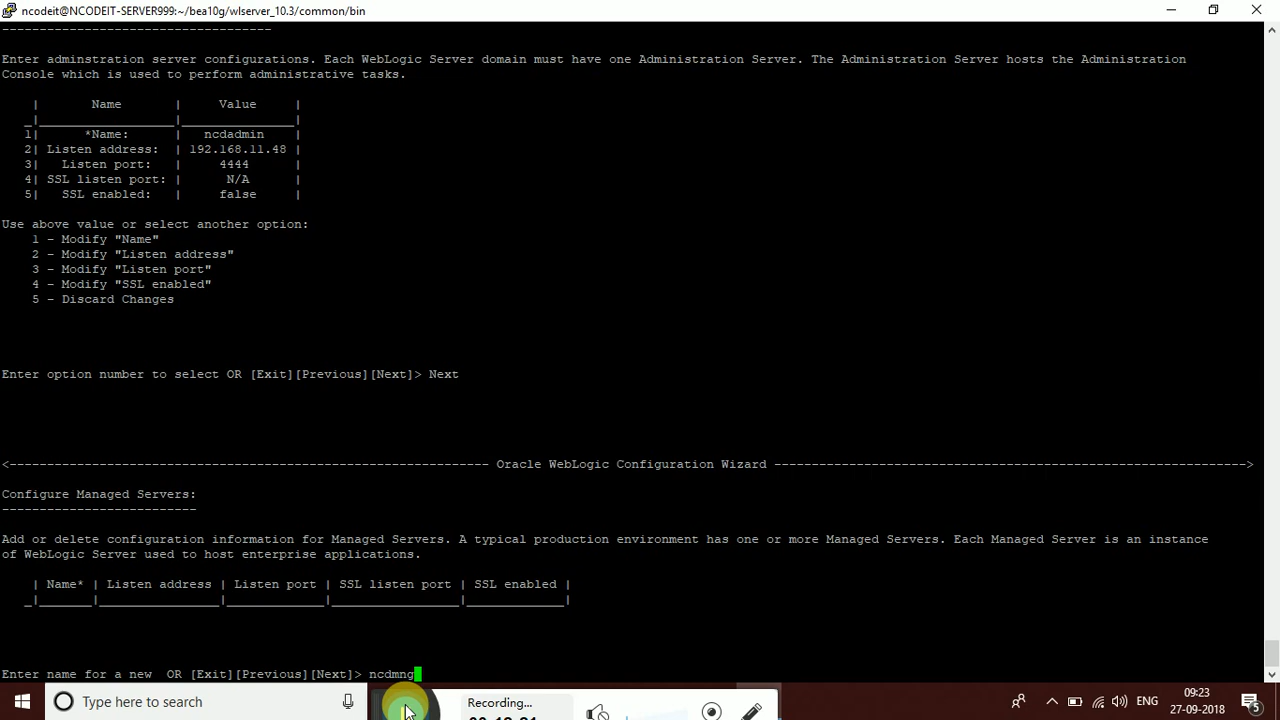 ncodeit@NCODEIT-SERVER999:~/bea10g/wlserver_10.3/common/bin
------------------------------------
Enter adminstration server configurations. Each WebLogic Server domain must have one Administration Server. The Administration Server hosts the Administration
Console which is used to perform administrative tasks.
| Name | Value |
_|__________________|_______________|
1| *Name: | ncdadmin |
2| Listen address: | 192.168.11.48 |
3| Listen port: | 4444 |
4| SSL listen port: | N/A |
5| SSL enabled: | false |
Use above value or select another option:
1 - Modify "Name"
2 - Modify "Listen address"
3 - Modify "Listen port"
4 - Modify "SSL enabled"
5 - Discard Changes
Enter option number to select OR [Exit][Previous][Next]> Next
<---------------------------------------------------------------- Oracle WebLogic Configuration Wizard --------------------------------------------------------------->
Configure Managed Servers:
--------------------------
Add or delete configuration information for Managed Servers. A typical production environment has one or more Managed Servers. Each Managed Server is an instance
of WebLogic Server used to host enterprise applications.
| Name* | Listen address | Listen port | SSL listen port | SSL enabled |
_|_______|________________|_____________|_________________|_____________|
Enter name for a new  OR [Exit][Previous][Next]> ncdmng
Type here to search
Recording...
ENG
09:23
27-09-2018
5